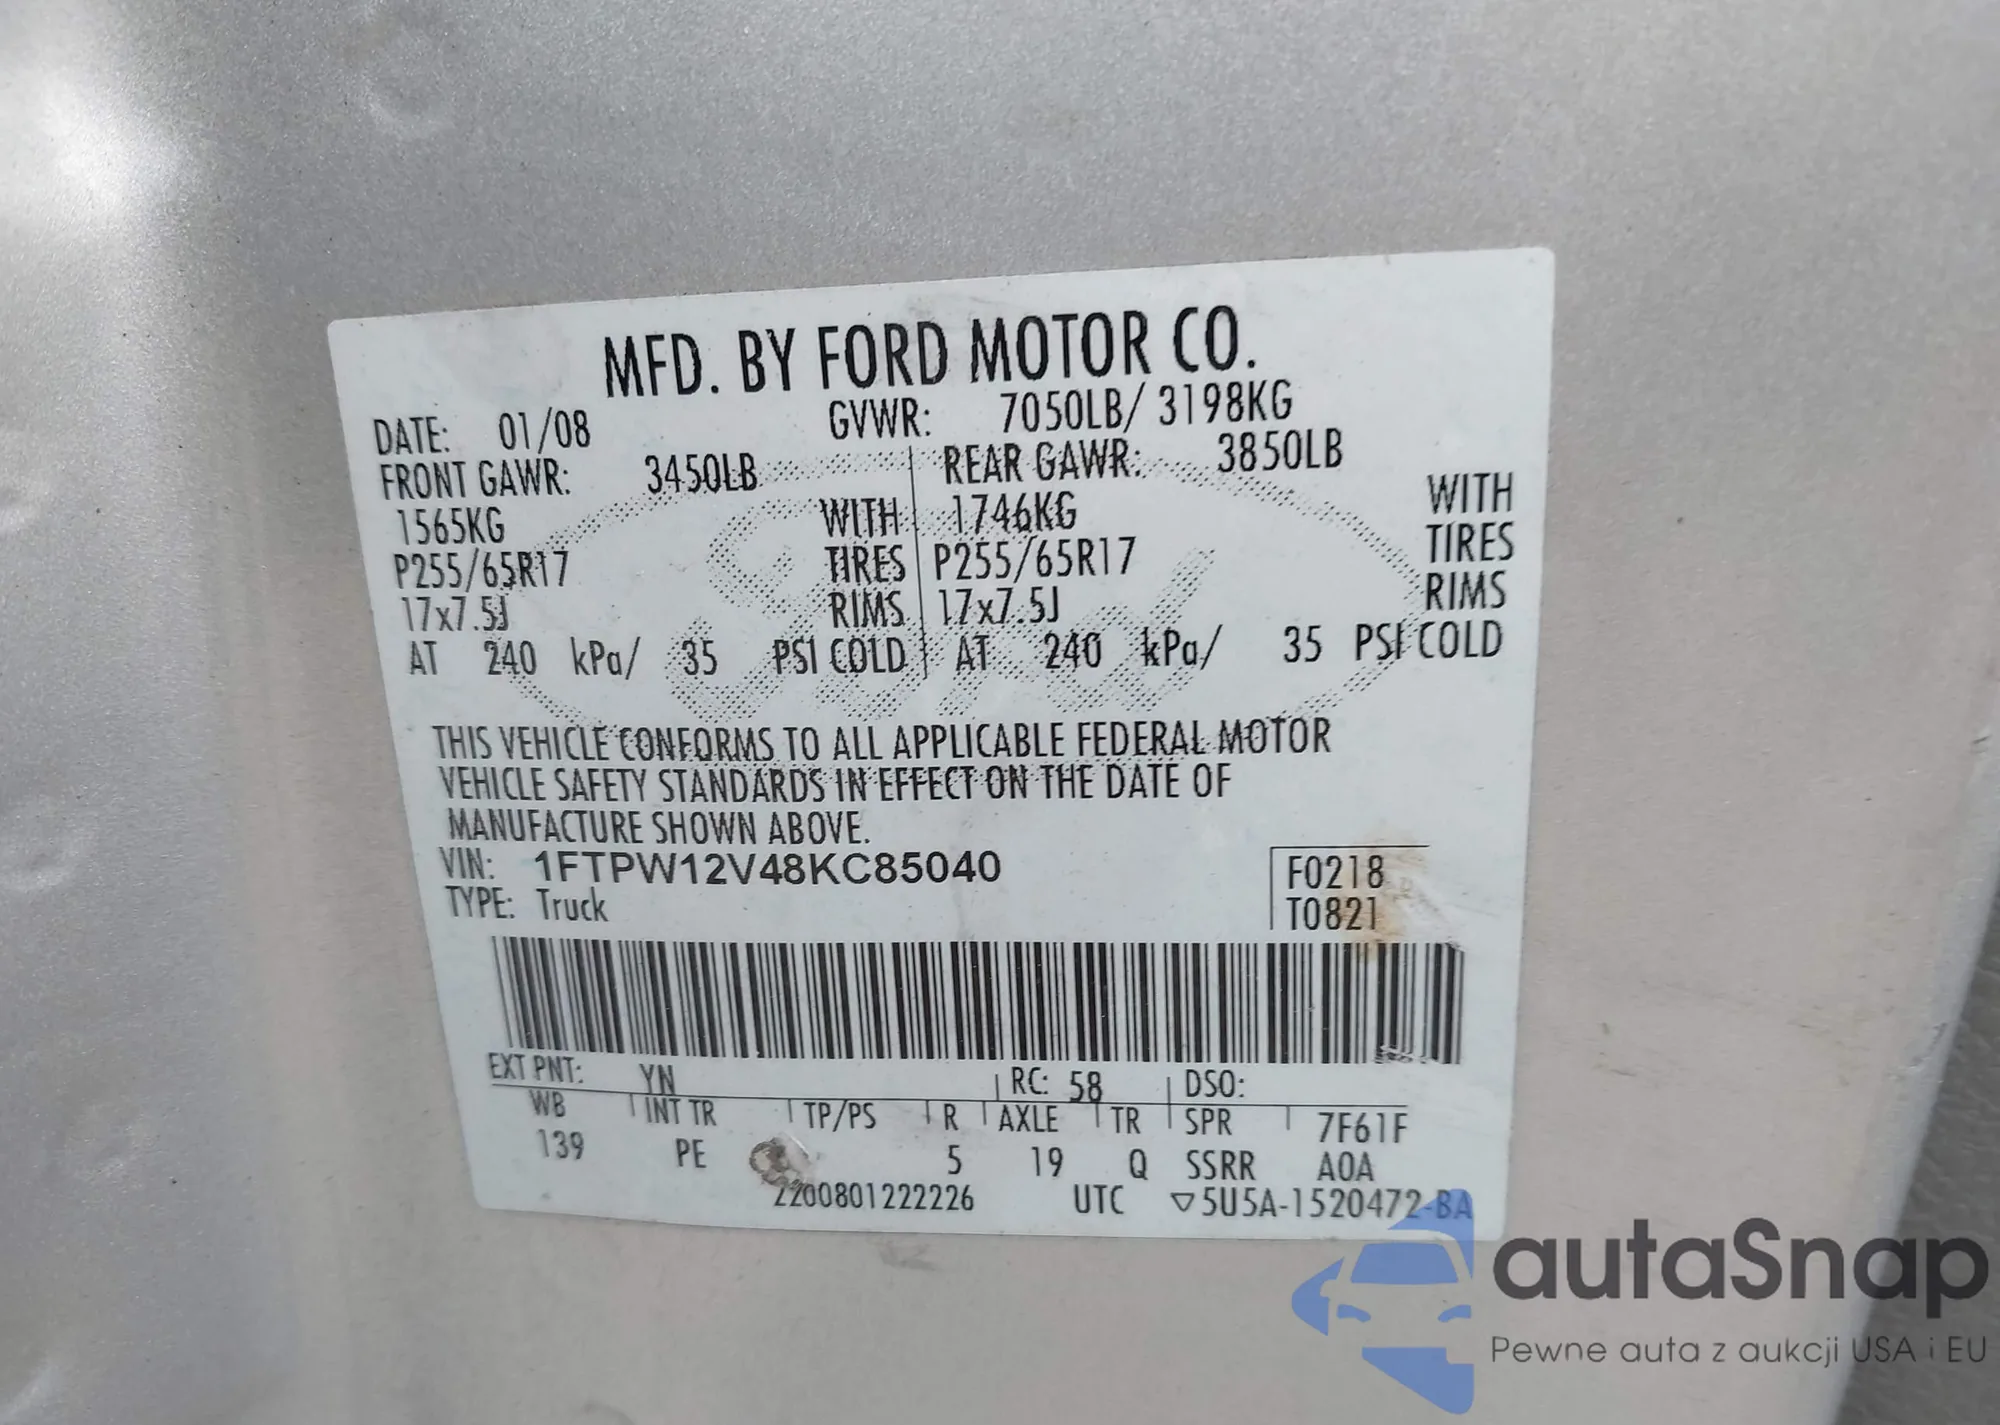 MFD. BY FORD MOTOR CO.
DATE: 01/08 GVWR: 7050LB/ 3198KG
FRONT GAWR: 3450LB REAR GAWR: 3850LB
1565KG WITH 1746KG WITH
P255/65R17 TIRES P255/65R17 TIRES
17x7.5J RIMS 17x7.5J RIMS
AT 240 kPa/ 35 PSI COLD AT 240 kPa/ 35 PSI COLD
THIS VEHICLE CONFORMS TO ALL APPLICABLE FEDERAL MOTOR
VEHICLE SAFETY STANDARDS IN EFFECT ON THE DATE OF
MANUFACTURE SHOWN ABOVE.
VIN: 1FTPW12V48KC85040 F0218
TYPE: Truck T0821
EXT PNT: YN RC: 58 DSO:
WB INT TR TP/PS R AXLE TR SPR 7F61F
139 PE 5 19 Q SSRR A0A
2200801222226 UTC ▽5U5A-1520472-BA
autaSnap
Pewne auta z aukcji USA i EU